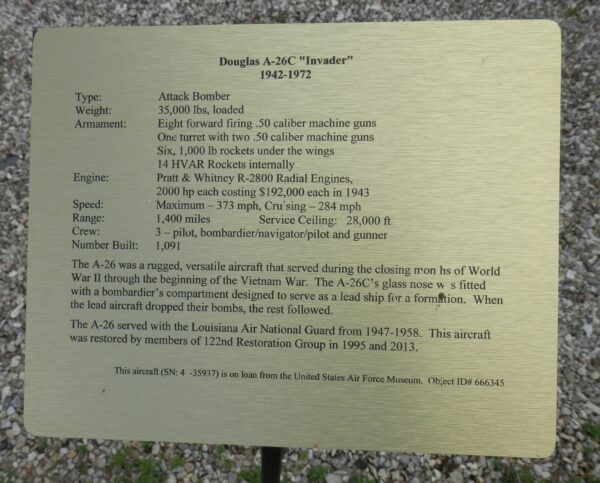 Douglas A-26C "Invader"
1942-1972
Type: Attack Bomber
Weight: 35,000 lbs, loaded
Armament: Eight forward firing .50 caliber machine guns
One turret with two .50 caliber machine guns
Six, 1,000 lb rockets under the wings
14 HVAR Rockets internally
Engine: Pratt & Whitney R-2800 Radial Engines,
2000 hp each costing $192,000 each in 1943
Speed: Maximum – 373 mph, Cru sing – 284 mph
Range: 1,400 miles Service Ceiling: 28,000 ft
Crew: 3 – pilot, bombardier/navigator/pilot and gunner
Number Built: 1,091
The A-26 was a rugged, versatile aircraft that served during the closing mon hs of World
War II through the beginning of the Vietnam War. The A-26C's glass nose w s fitted
with a bombardier's compartment designed to serve as a lead ship for a formation. When
the lead aircraft dropped their bombs, the rest followed.
The A-26 served with the Louisiana Air National Guard from 1947-1958. This aircraft
was restored by members of 122nd Restoration Group in 1995 and 2013.
This aircraft (SN: 4 -35937) is on loan from the United States Air Force Museum. Object ID# 666345